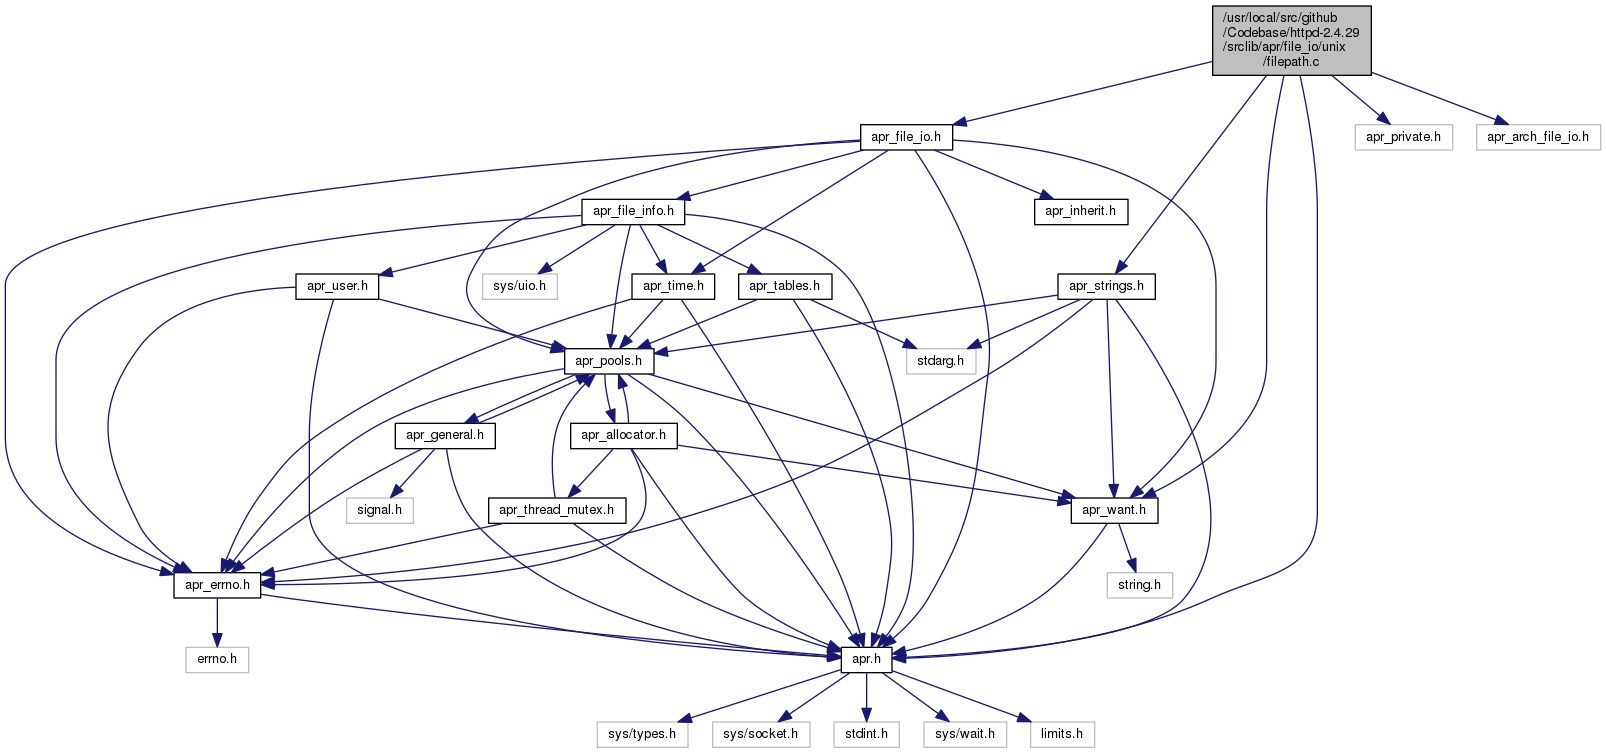 /usr/local/src/github
/Codebase/httpd-2.4.29
/srclib/apr/file_io/unix
/filepath.c
apr_file_io.h
apr_private.h
apr_arch_file_io.h
apr_file_info.h
apr_inherit.h
apr_user.h
sys/uio.h
apr_time.h
apr_tables.h
apr_strings.h
apr_pools.h
stdarg.h
apr_general.h
apr_allocator.h
signal.h
apr_thread_mutex.h
apr_want.h
apr_errno.h
string.h
errno.h
apr.h
sys/types.h
sys/socket.h
stdint.h
sys/wait.h
limits.h